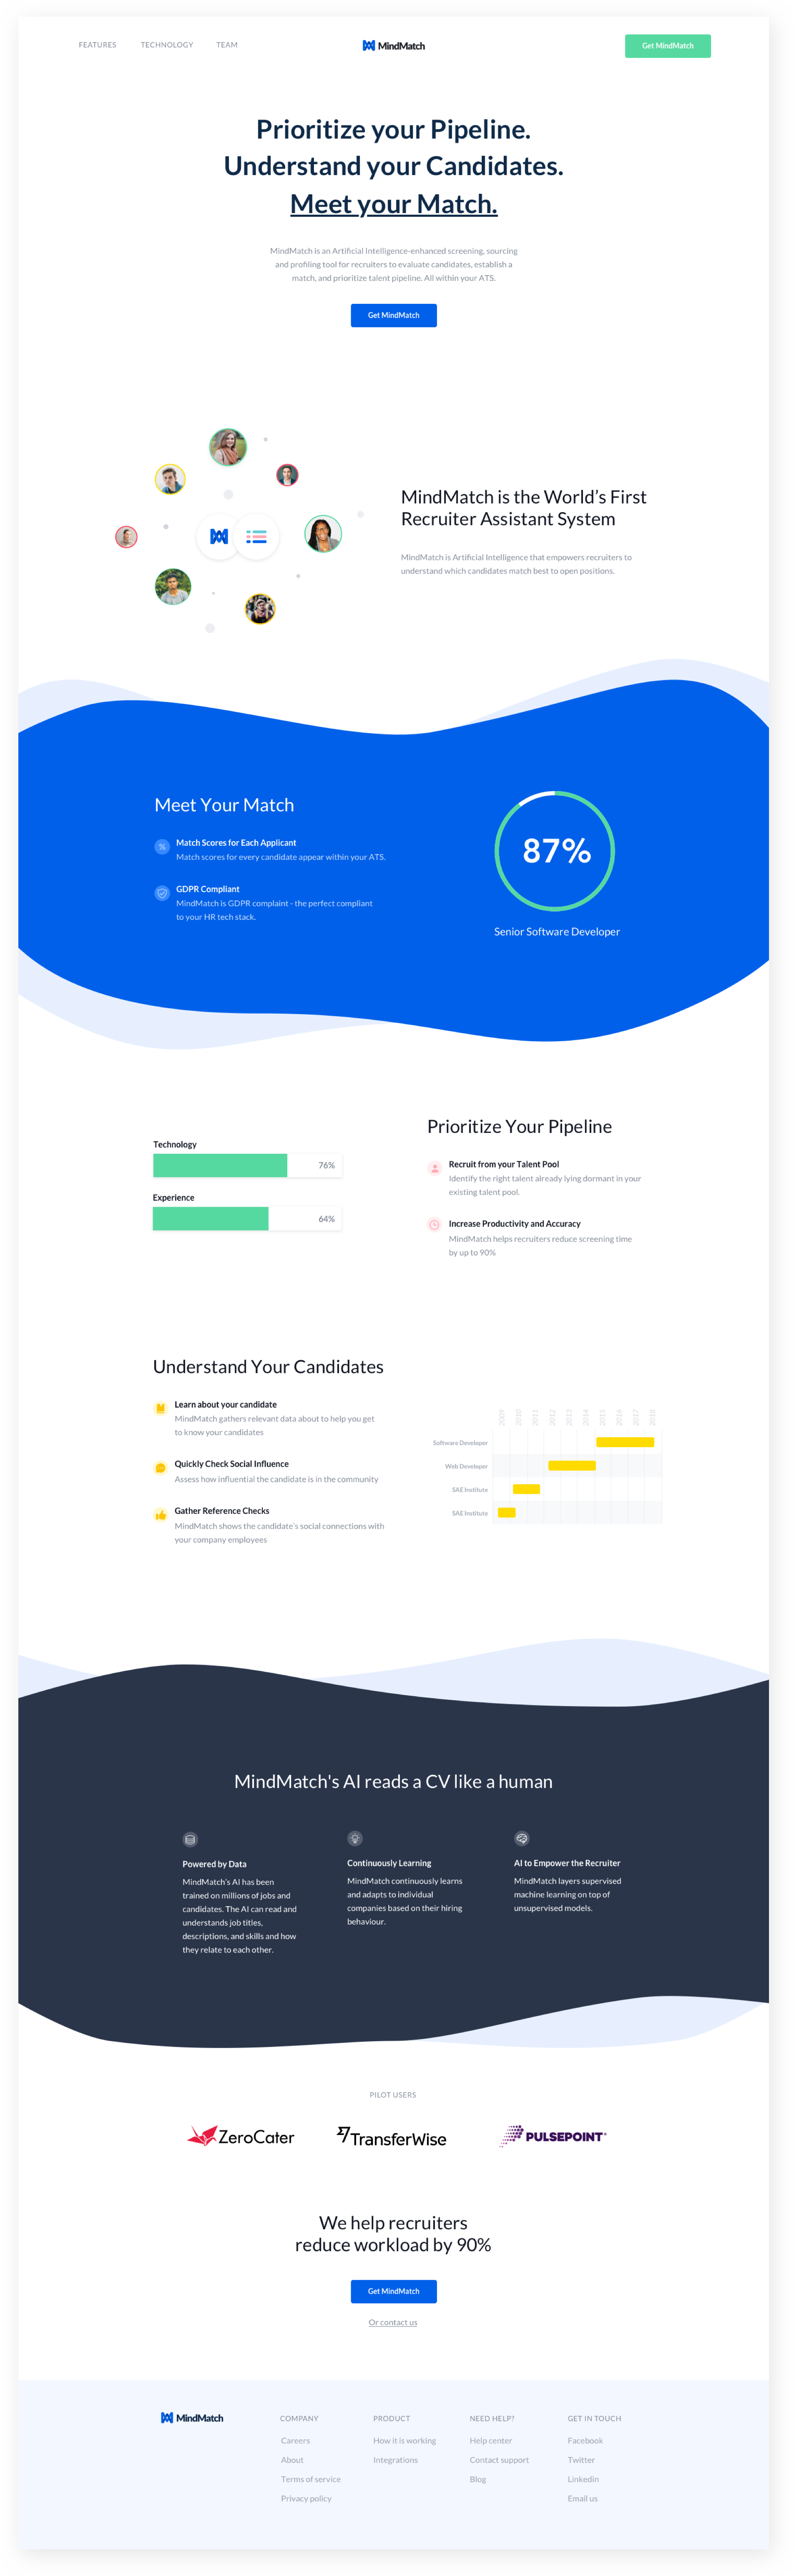 FEATURES
TECHNOLOGY
TEAM
MindMatch
Get MindMatch
Prioritize your Pipeline.
Understand your Candidates.
Meet your Match.
MindMatch is an Artificial Intelligence-enhanced screening, sourcing
and profiling tool for recruiters to evaluate candidates, establish a
match, and prioritize talent pipeline. All within your ATS.
Get MindMatch
MindMatch is the World’s First
Recruiter Assistant System
MindMatch is Artificial Intelligence that empowers recruiters to
understand which candidates match best to open positions.
Meet Your Match
%
Match Scores for Each Applicant
Match scores for every candidate appear within your ATS.
GDPR Compliant
MindMatch is GDPR complaint - the perfect compliant
to your HR tech stack.
87%
Senior Software Developer
Technology
76%
Experience
64%
Prioritize Your Pipeline
Recruit from your Talent Pool
Identify the right talent already lying dormant in your
existing talent pool.
Increase Productivity and Accuracy
MindMatch helps recruiters reduce screening time
by up to 90%
Understand Your Candidates
Learn about your candidate
MindMatch gathers relevant data about to help you get
to know your candidates
Quickly Check Social Influence
Assess how influential the candidate is in the community
Gather Reference Checks
MindMatch shows the candidate’s social connections with
your company employees
2009
2010
2011
2012
2013
2014
2015
2016
2017
2018
Software Developer
Web Developer
SAE Institute
SAE Institute
MindMatch's AI reads a CV like a human
Powered by Data
MindMatch’s AI has been
trained on millions of jobs and
candidates. The AI can read and
understands job titles,
descriptions, and skills and how
they relate to each other.
Continuously Learning
MindMatch continuously learns
and adapts to individual
companies based on their hiring
behaviour.
AI to Empower the Recruiter
MindMatch layers supervised
machine learning on top of
unsupervised models.
PILOT USERS
ZeroCater
TransferWise
PULSEPOINT®
We help recruiters
reduce workload by 90%
Get MindMatch
Or contact us
MindMatch
COMPANY
Careers
About
Terms of service
Privacy policy
PRODUCT
How it is working
Integrations
NEED HELP?
Help center
Contact support
Blog
GET IN TOUCH
Facebook
Twitter
Linkedin
Email us